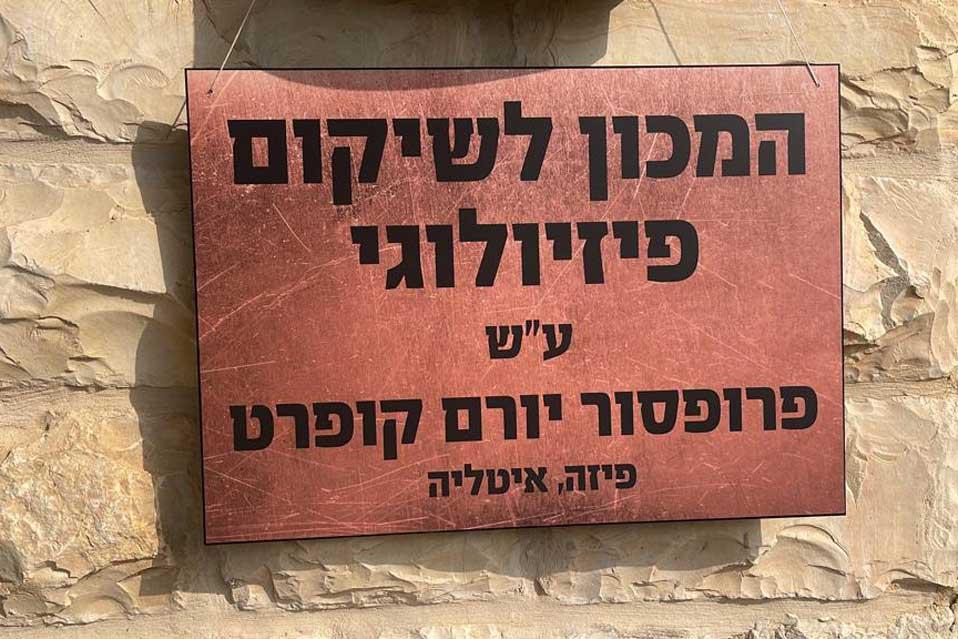 המכון לשיקום
פיזיולוגי
ע"ש
פרופסור יורם קופרט
פיזה, איטליה